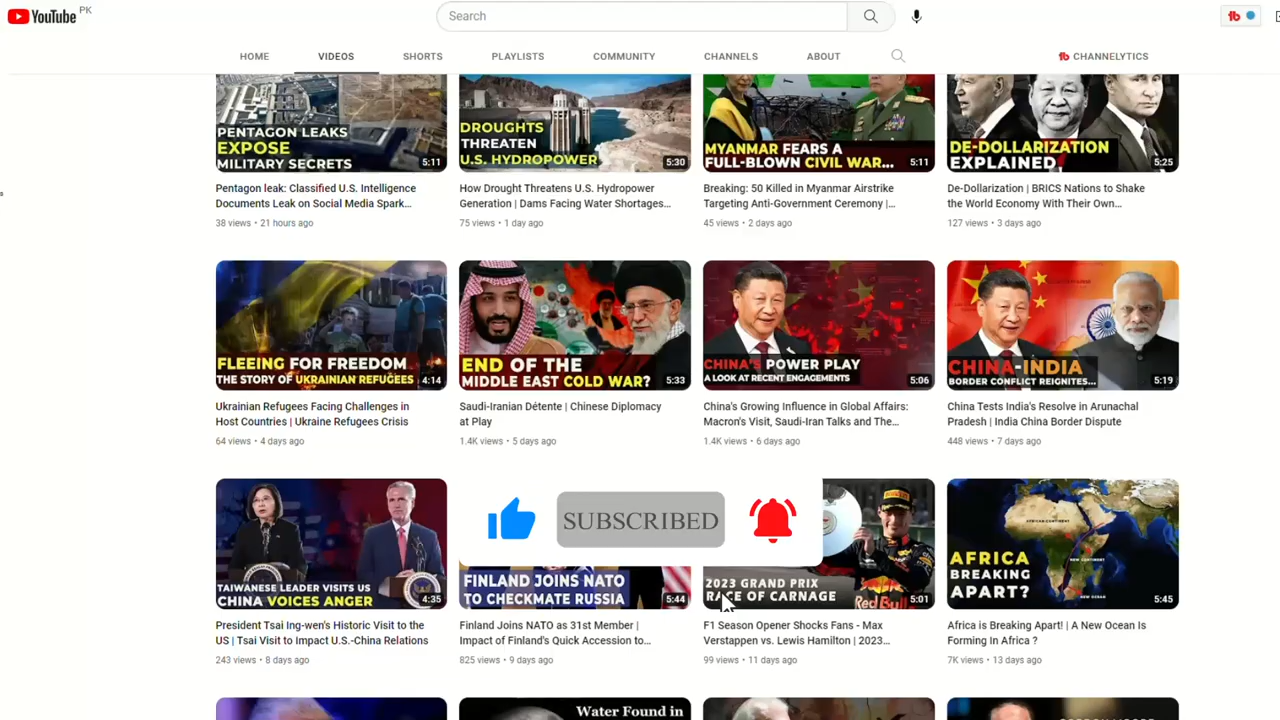 YouTube PK
Search
HOME
VIDEOS
SHORTS
PLAYLISTS
COMMUNITY
CHANNELS
ABOUT
CHANNELYTICS
PENTAGON LEAKS
EXPOSE
MILITARY SECRETS
5:11
DROUGHTS
THREATEN
U.S. HYDROPOWER
5:30
MYANMAR FEARS A
FULL-BLOWN CIVIL WAR...
5:11
DE-DOLLARIZATION
EXPLAINED
5:25
Pentagon leak: Classified U.S. Intelligence
Documents Leak on Social Media Spark...
38 views • 21 hours ago
How Drought Threatens U.S. Hydropower
Generation | Dams Facing Water Shortages...
75 views • 1 day ago
Breaking: 50 Killed in Myanmar Airstrike
Targeting Anti-Government Ceremony |...
45 views • 2 days ago
De-Dollarization | BRICS Nations to Shake
the World Economy With Their Own...
127 views • 3 days ago
FLEEING FOR FREEDOM
THE STORY OF UKRAINIAN REFUGEES
4:14
END OF THE
MIDDLE EAST COLD WAR?
5:33
CHINA'S POWER PLAY
A LOOK AT RECENT ENGAGEMENTS
5:06
CHINA-INDIA
BORDER CONFLICT REIGNITES...
5:19
Ukrainian Refugees Facing Challenges in
Host Countries | Ukraine Refugees Crisis
64 views • 4 days ago
Saudi-Iranian Détente | Chinese Diplomacy
at Play
1.4K views • 5 days ago
China's Growing Influence in Global Affairs:
Macron's Visit, Saudi-Iran Talks and The...
1.4K views • 6 days ago
China Tests India's Resolve in Arunachal
Pradesh | India China Border Dispute
448 views • 7 days ago
TAIWANESE LEADER VISITS US
CHINA VOICES ANGER
4:35
SUBSCRIBED
FINLAND JOINS NATO
TO CHECKMATE RUSSIA
5:44
2023 GRAND PRIX
RACE OF CARNAGE
Red Bull
5:01
AFRICAN CONTINENT
NEW OCEAN
AFRICA
BREAKING
APART?
5:45
President Tsai Ing-wen's Historic Visit to the
US | Tsai Visit to Impact U.S.-China Relations
243 views • 8 days ago
Finland Joins NATO as 31st Member |
Impact of Finland's Quick Accession to...
825 views • 9 days ago
F1 Season Opener Shocks Fans - Max
Verstappen vs. Lewis Hamilton | 2023...
99 views • 11 days ago
Africa is Breaking Apart! | A New Ocean Is
Forming In Africa ?
7K views • 13 days ago
Water Found in